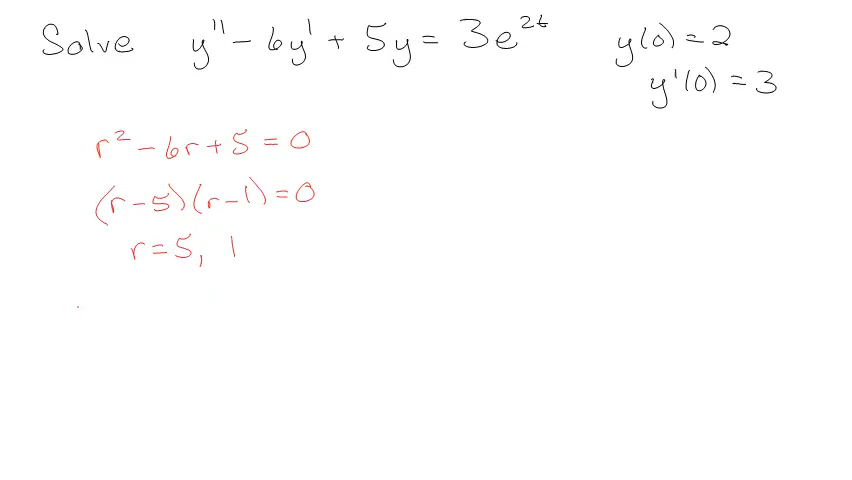 Solve y'' - 6y' + 5y = 3e^{2t} y(0) = 2
y'(0) = 3
r² - 6r + 5 = 0
(r - 5)(r - 1) = 0
r = 5, 1